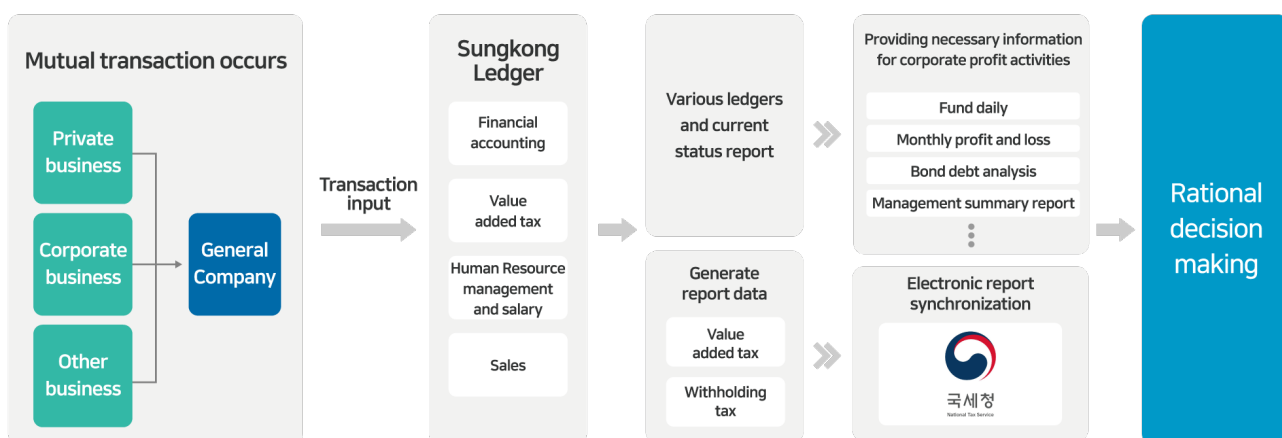 Mutual transaction occurs
Private
business
Corporate
business
Other
business
General
Company
Transaction
input
Sungkong
Ledger
Financial
accounting
Value
added tax
Human Resource
management
and salary
Sales
Various ledgers
and current
status report
Generate
report data
Value
added tax
Withholding
tax
Providing necessary information
for corporate profit activities
Fund daily
Monthly profit and loss
Bond debt analysis
Management summary report
Electronic report
synchronization
국세청
National Tax Service
Rational
decision
making